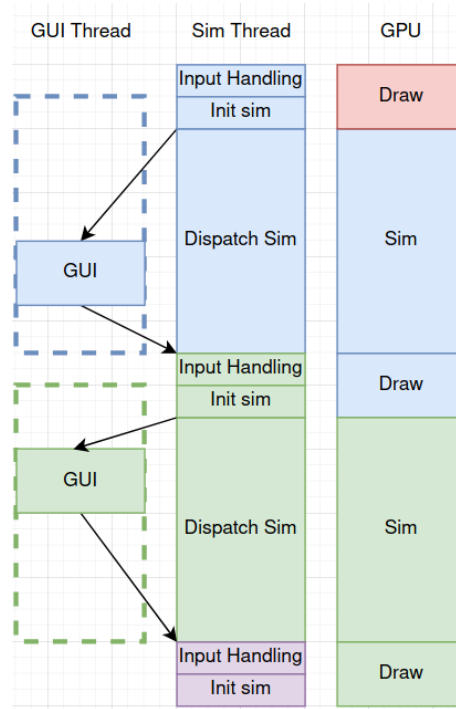 GUI Thread
Sim Thread
GPU
Input Handling
Init sim
Draw
Dispatch Sim
Sim
GUI
Input Handling
Init sim
Draw
GUI
Dispatch Sim
Sim
Input Handling
Init sim
Draw